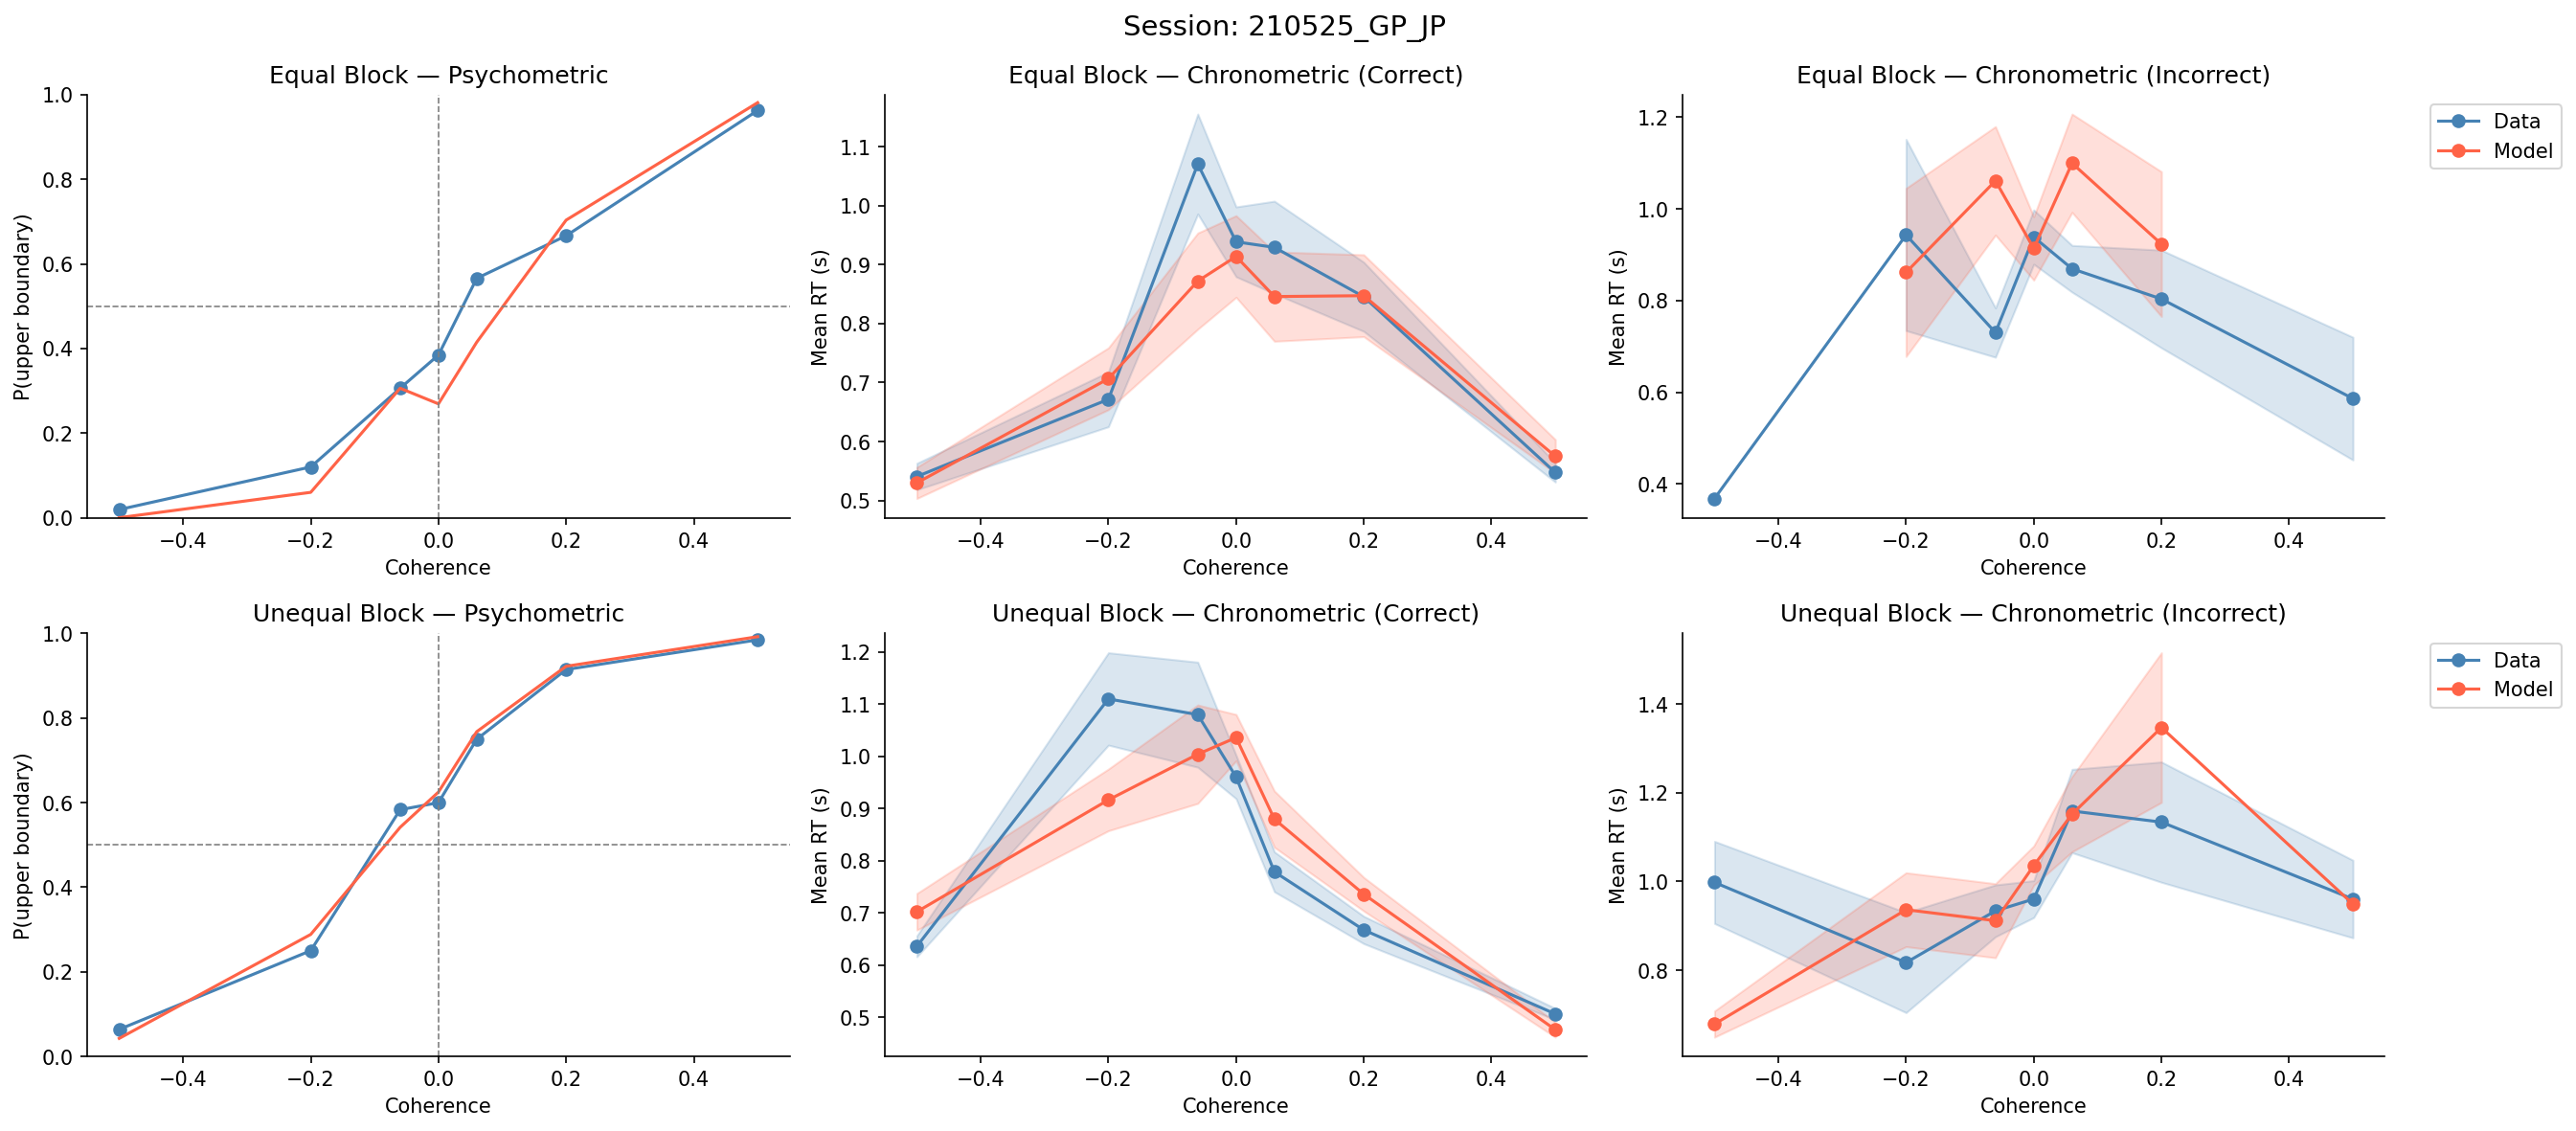 Session: 210525_GP_JP
Equal Block — Psychometric
P(upper boundary)
1.0
0.8
0.6
0.4
0.2
0.0
−0.4 −0.2 0.0 0.2 0.4
Coherence
Equal Block — Chronometric (Correct)
Mean RT (s)
1.1
1.0
0.9
0.8
0.7
0.6
0.5
−0.4 −0.2 0.0 0.2 0.4
Coherence
Equal Block — Chronometric (Incorrect)
Mean RT (s)
1.2
1.0
0.8
0.6
0.4
−0.4 −0.2 0.0 0.2 0.4
Coherence
Data
Model
Unequal Block — Psychometric
P(upper boundary)
1.0
0.8
0.6
0.4
0.2
0.0
−0.4 −0.2 0.0 0.2 0.4
Coherence
Unequal Block — Chronometric (Correct)
Mean RT (s)
1.2
1.1
1.0
0.9
0.8
0.7
0.6
0.5
−0.4 −0.2 0.0 0.2 0.4
Coherence
Unequal Block — Chronometric (Incorrect)
Mean RT (s)
1.4
1.2
1.0
0.8
−0.4 −0.2 0.0 0.2 0.4
Coherence
Data
Model